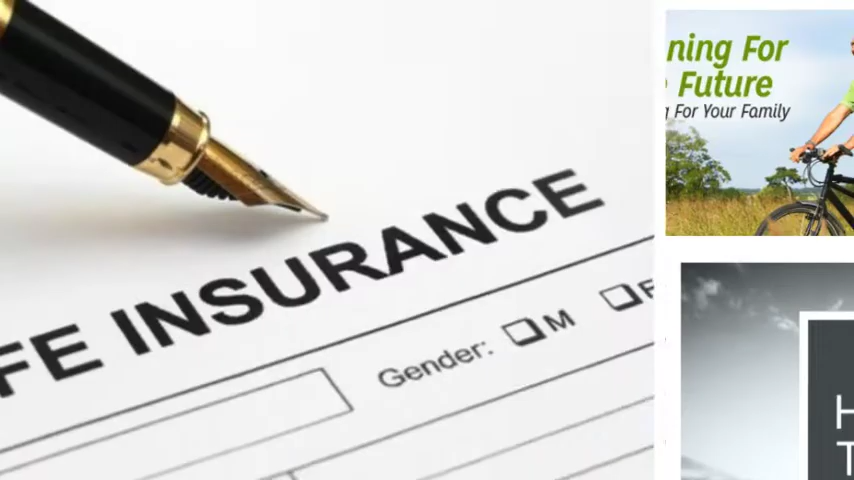 FE INSURANCE
Gender: M F
ning For
e Future
g For Your Family
H
T